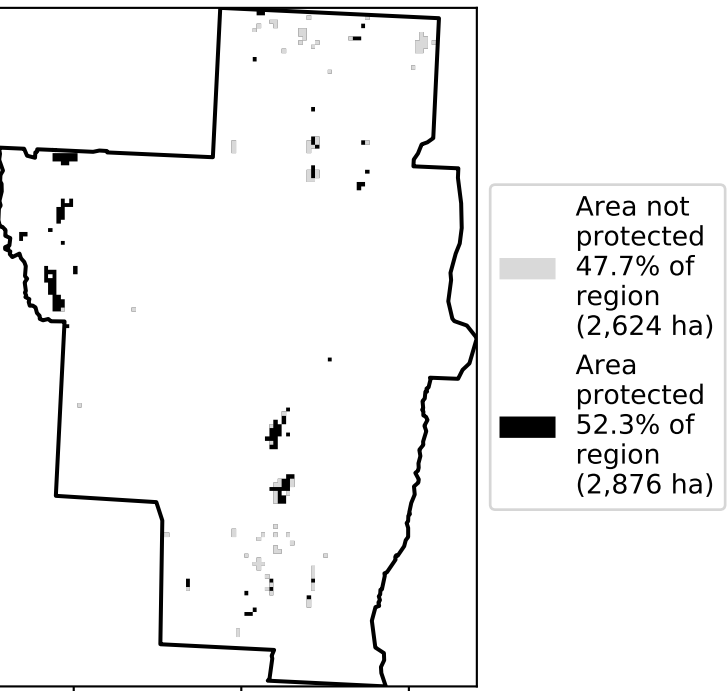 Area not
protected
47.7% of
region
(2,624 ha)
Area
protected
52.3% of
region
(2,876 ha)